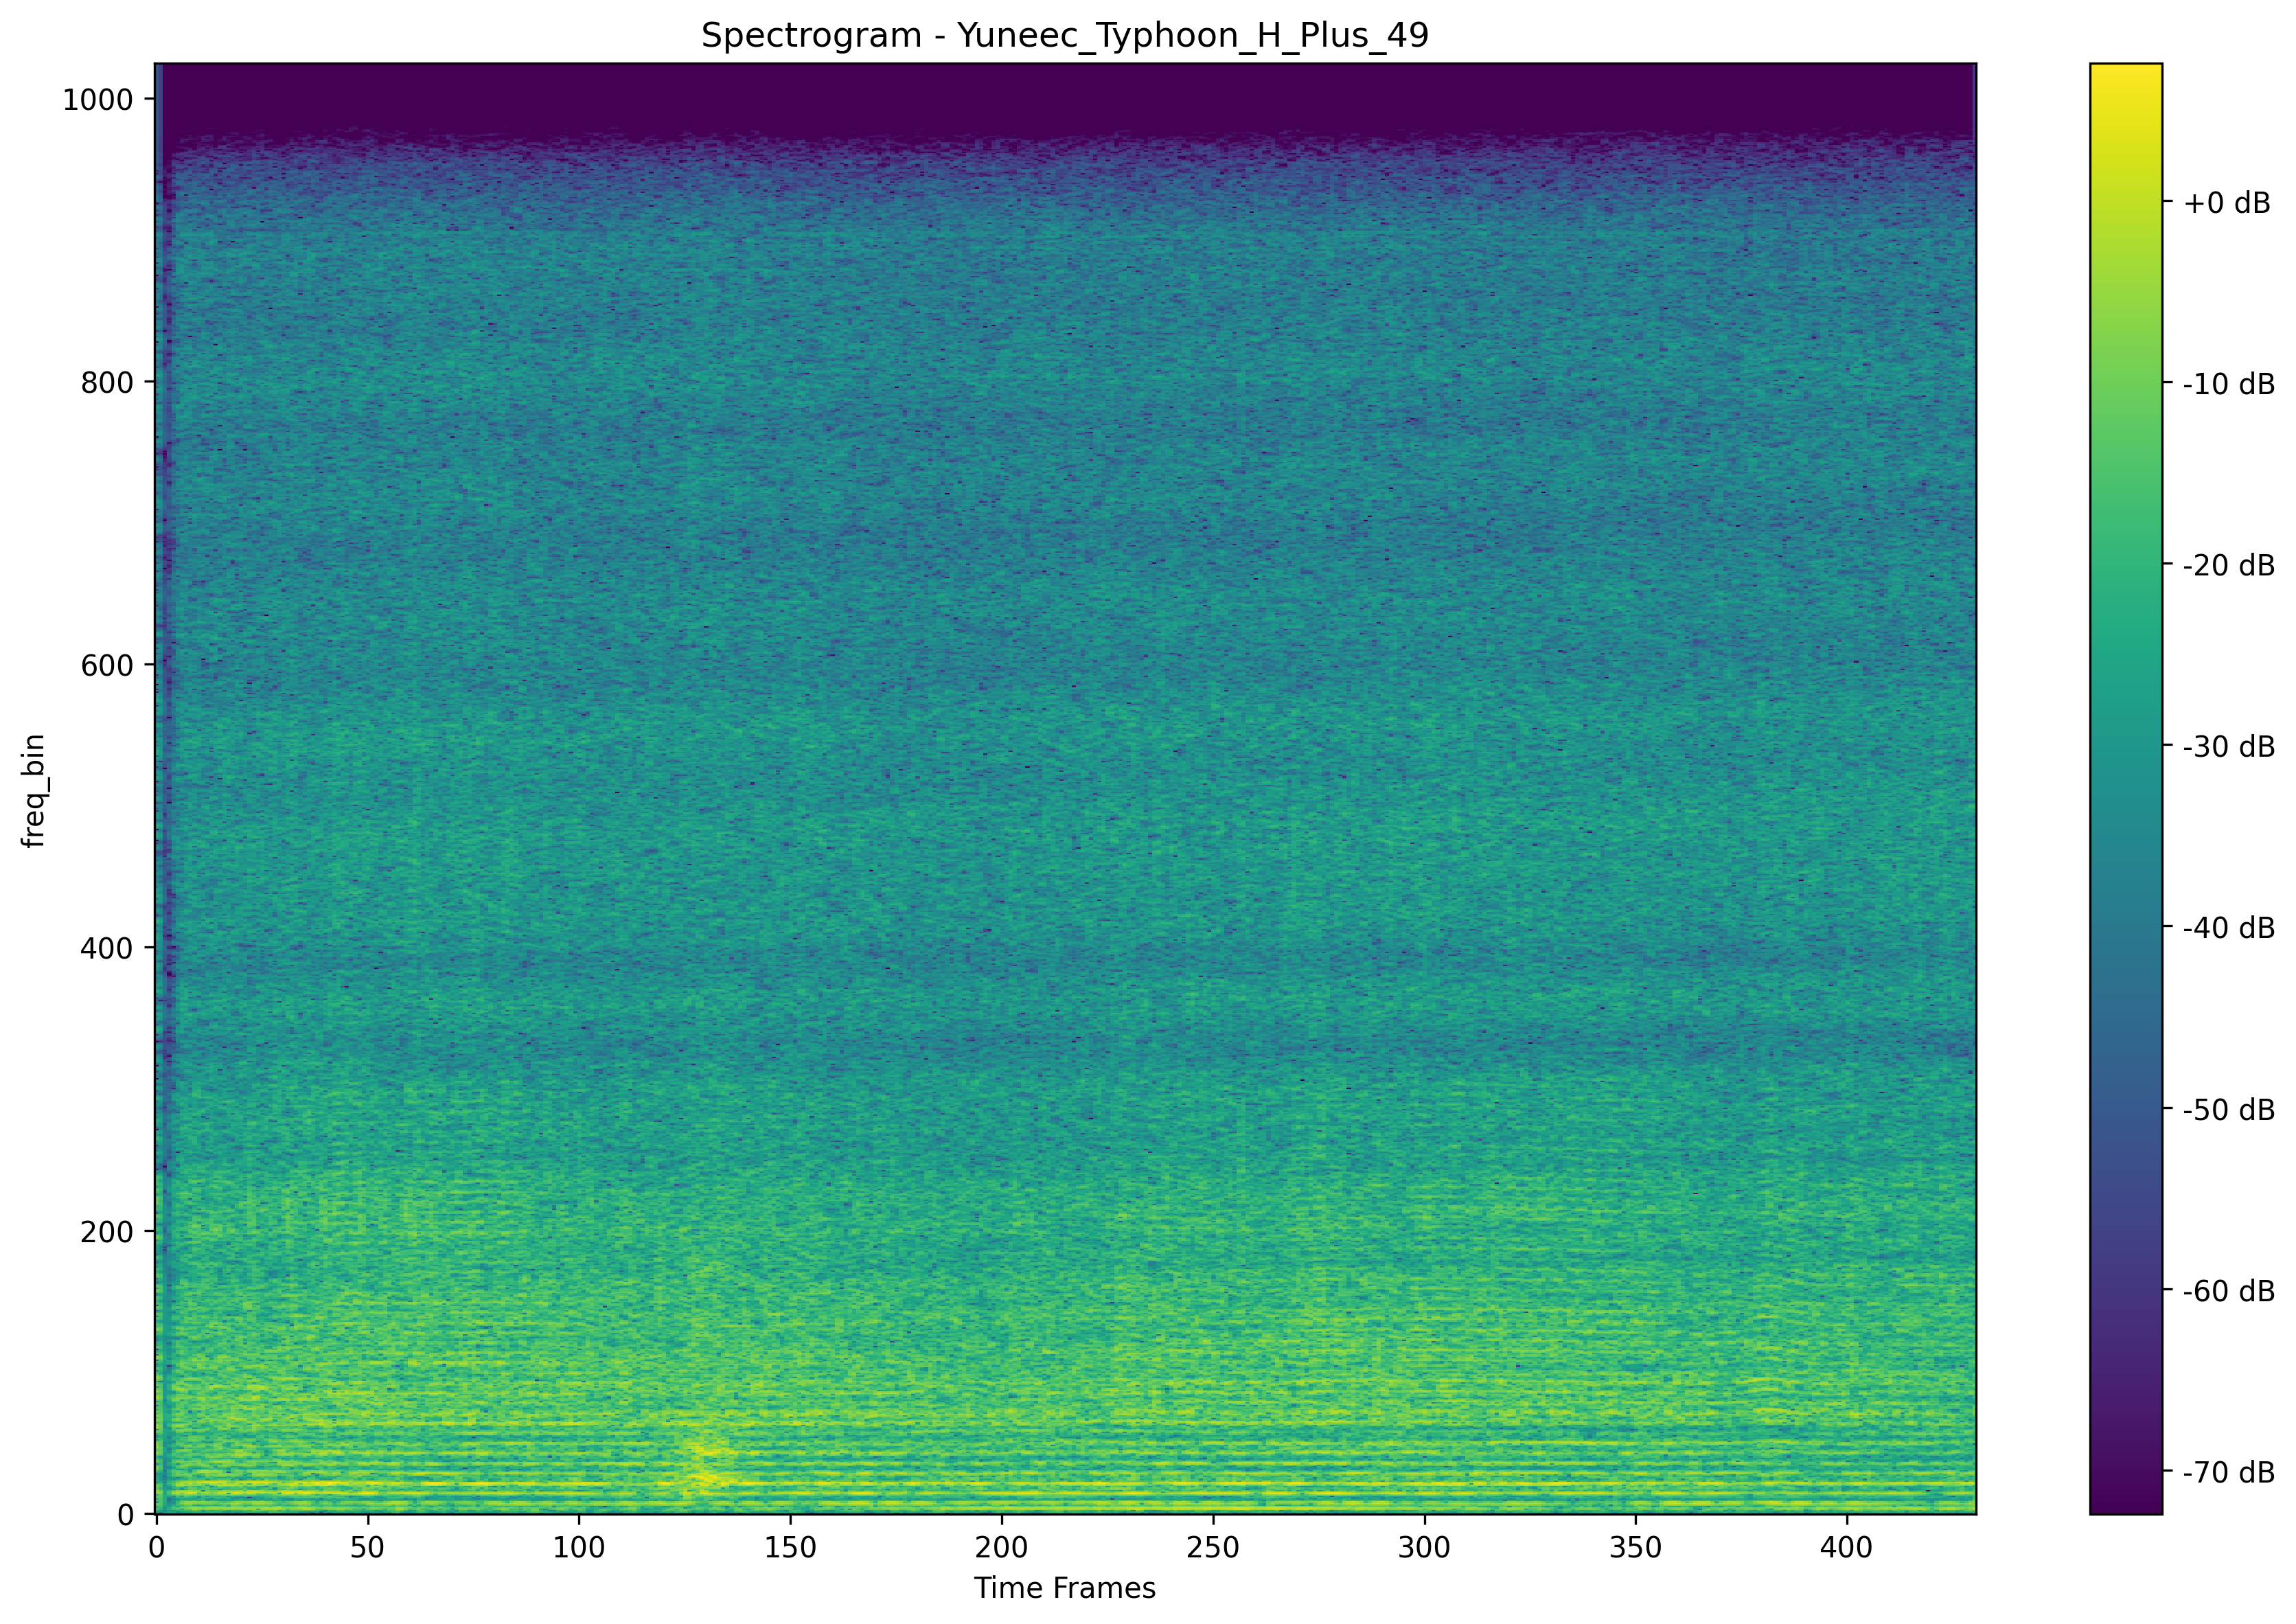 Spectrogram - Yuneec_Typhoon_H_Plus_49
freq_bin
1000
800
600
400
200
0
0 50 100 150 200 250 300 350 400
Time Frames
+0 dB
-10 dB
-20 dB
-30 dB
-40 dB
-50 dB
-60 dB
-70 dB